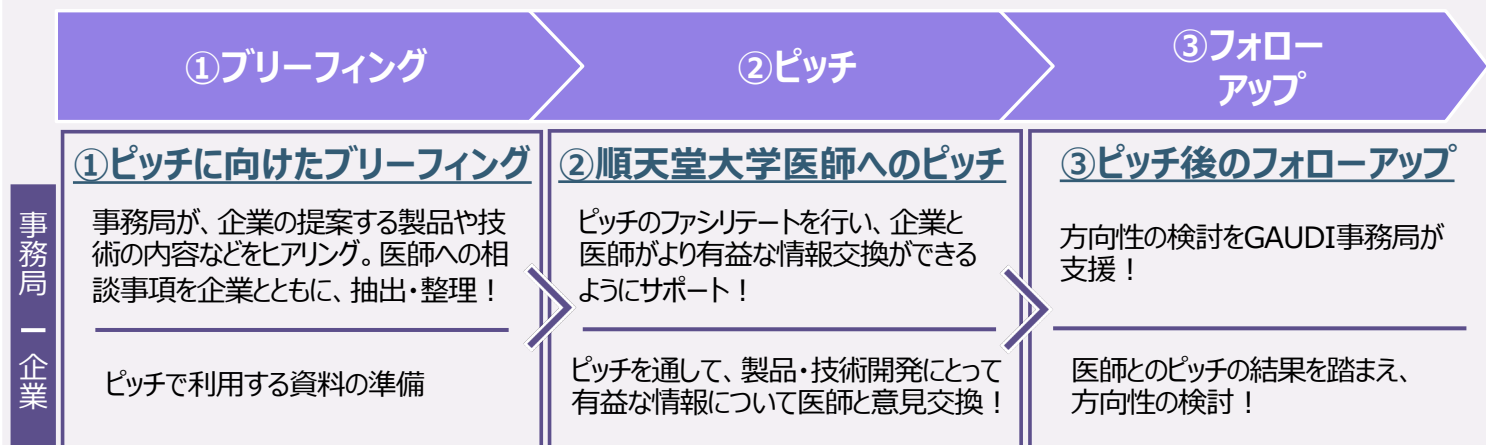 ①ブリーフィング
②ピッチ
③フォロー
アップ
①ピッチに向けたブリーフィング
②順天堂大学医師へのピッチ
③ピッチ後のフォローアップ
事務局
事務局が、企業の提案する製品や技
術の内容などをヒアリング。医師への相
談事項を企業とともに、抽出・整理！
ピッチのファシリテートを行い、企業と
医師がより有益な情報交換ができる
ようにサポート！
方向性の検討をGAUDI事務局が
支援！
企業
ピッチで利用する資料の準備
ピッチを通して、製品・技術開発にとって
有益な情報について医師と意見交換！
医師とのピッチの結果を踏まえ、
方向性の検討！